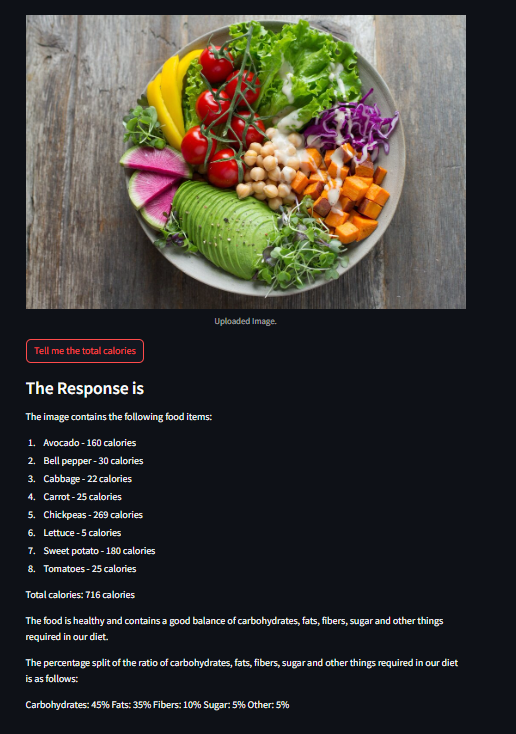 Uploaded Image.
Tell me the total calories
The Response is
The image contains the following food items:
1. Avocado - 160 calories
2. Bell pepper - 30 calories
3. Cabbage - 22 calories
4. Carrot - 25 calories
5. Chickpeas - 269 calories
6. Lettuce - 5 calories
7. Sweet potato - 180 calories
8. Tomatoes - 25 calories
Total calories: 716 calories
The food is healthy and contains a good balance of carbohydrates, fats, fibers, sugar and other things
required in our diet.
The percentage split of the ratio of carbohydrates, fats, fibers, sugar and other things required in our diet
is as follows:
Carbohydrates: 45% Fats: 35% Fibers: 10% Sugar: 5% Other: 5%